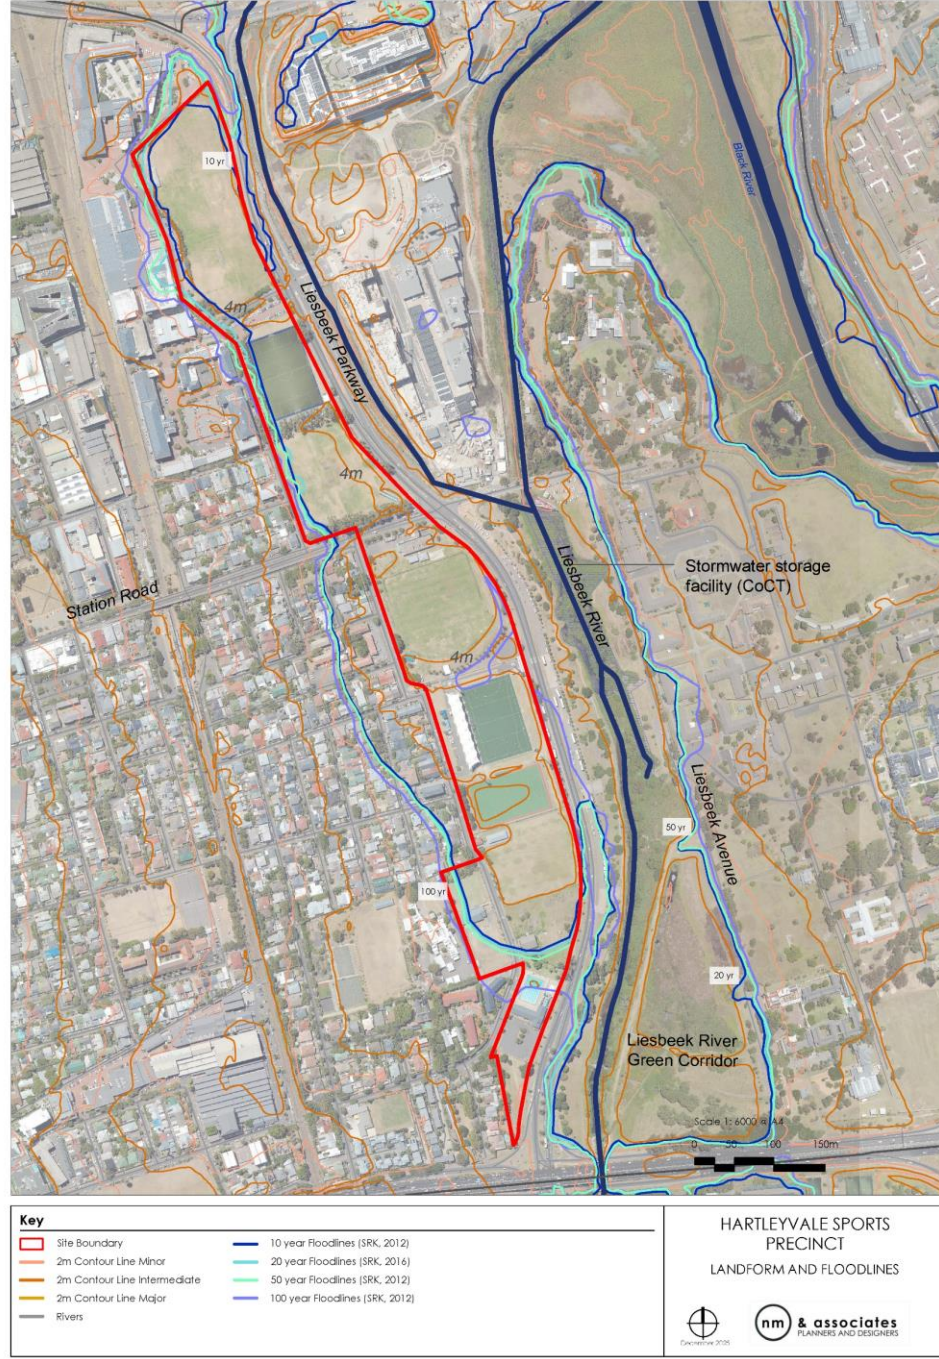 Black River
10 yr
4m
Liesbeek Parkway
4m
Liesbeek River
Stormwater storage
facility (CoCT)
Station Road
4m
Liesbeek Avenue
50 yr
100 yr
20 yr
Liesbeek River
Green Corridor
Scale 1: 6000 @ A4
0 50 100 150m
Key
Site Boundary
2m Contour Line Minor
2m Contour Line Intermediate
2m Contour Line Major
Rivers
10 year Floodlines (SRK, 2012)
20 year Floodlines (SRK, 2016)
50 year Floodlines (SRK, 2012)
100 year Floodlines (SRK, 2012)
HARTLEYVALE SPORTS
PRECINCT
LANDFORM AND FLOODLINES
December 2025
nm & associates
PLANNERS AND DESIGNERS